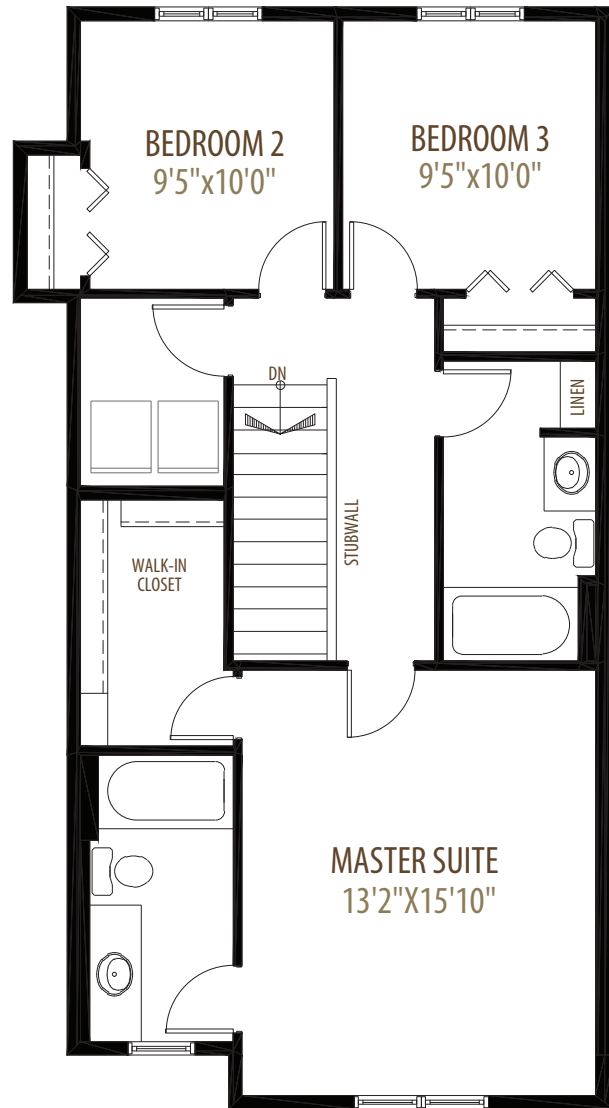 BEDROOM 2
9'5"x10'0"
BEDROOM 3
9'5"x10'0"
DN
LINEN
STUBWALL
WALK-IN
CLOSET
MASTER SUITE
13'2"X15'10"